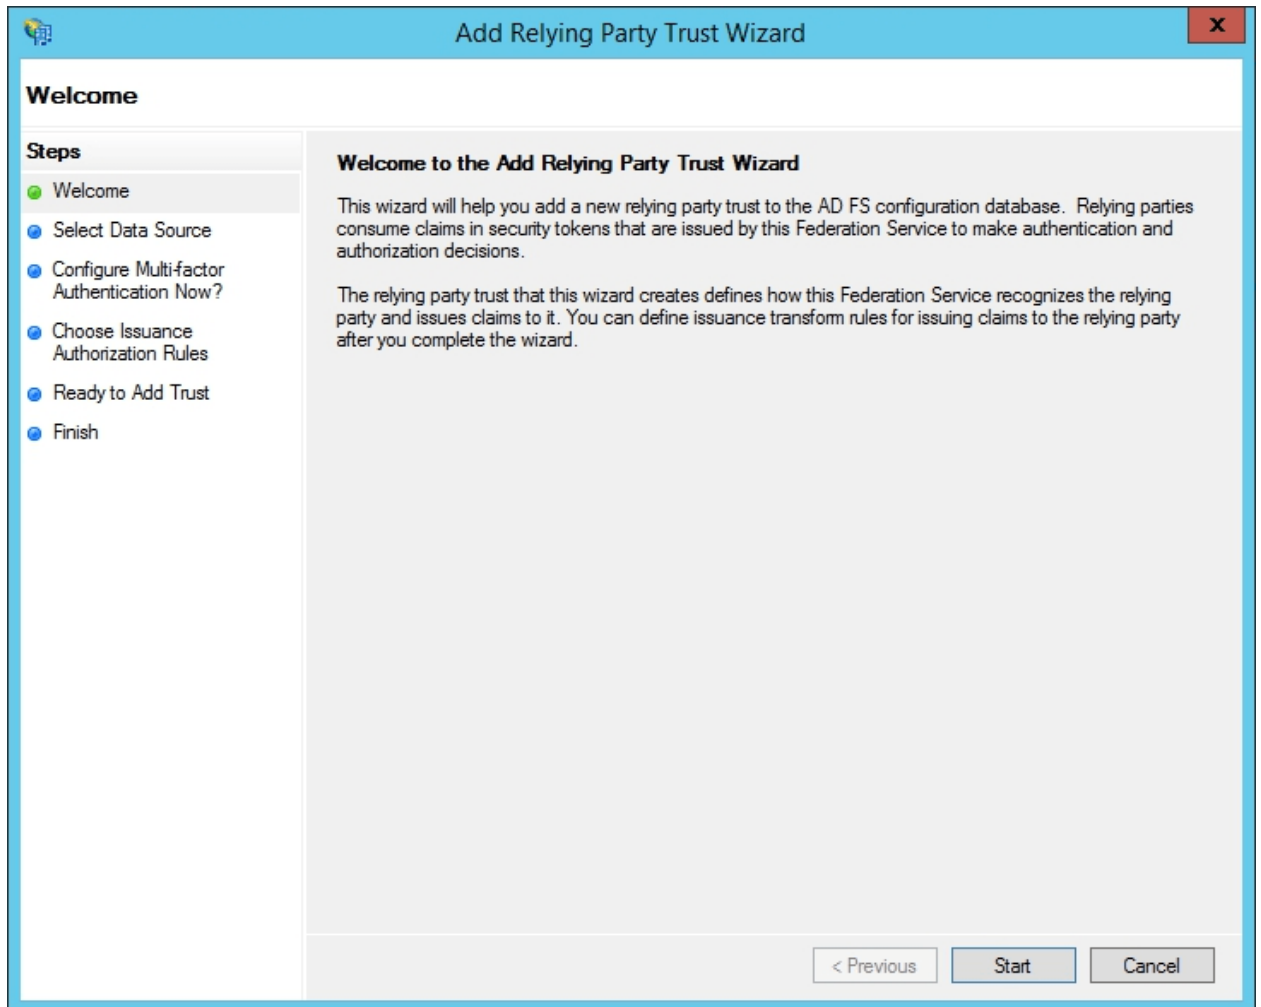 Add Relying Party Trust Wizard
X
Welcome
Steps
Welcome
Select Data Source
Configure Multi-factor
Authentication Now?
Choose Issuance
Authorization Rules
Ready to Add Trust
Finish
Welcome to the Add Relying Party Trust Wizard
This wizard will help you add a new relying party trust to the AD FS configuration database.  Relying parties
consume claims in security tokens that are issued by this Federation Service to make authentication and
authorization decisions.
The relying party trust that this wizard creates defines how this Federation Service recognizes the relying
party and issues claims to it. You can define issuance transform rules for issuing claims to the relying party
after you complete the wizard.
< Previous
Start
Cancel